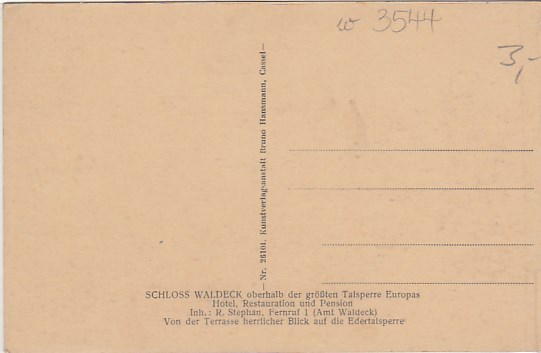 w 3544
3,-
—Nr. 26101. Kunstverlagsanstalt Bruno Hansmann, Cassel—
SCHLOSS WALDECK oberhalb der größten Talsperre Europas
Hotel, Restauration und Pension
Inh.: R. Stephan, Fernruf 1 (Amt Waldeck)
Von der Terrasse herrlicher Blick auf die Edertalsperre